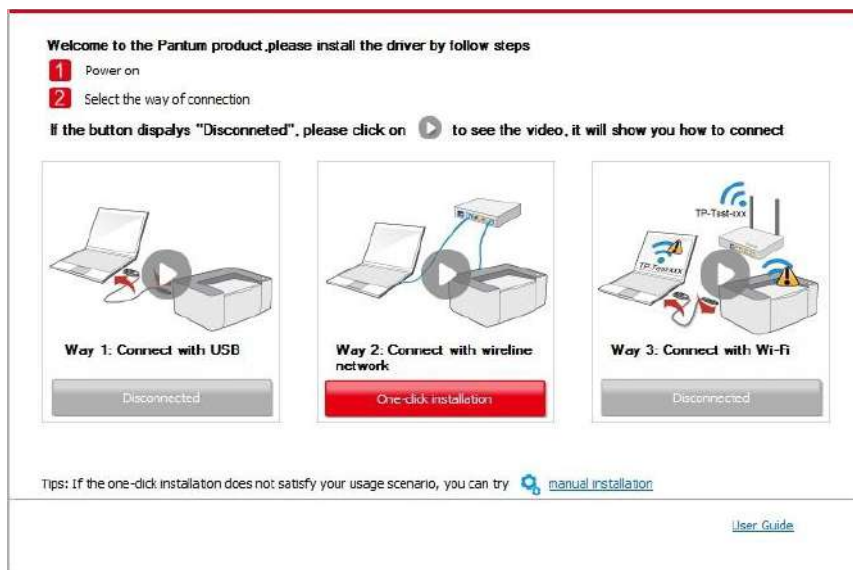 Welcome to the Pantum product,please install the driver by follow steps
1 Power on
2 Select the way of connection
If the button dispalys "Disconneted", please click on to see the video, it will show you how to connect
TP-Test-xxx
TP-Test-xxx
Way 1: Connect with USB
Disconnected
Way 2: Connect with wireline
network
One-click installation
Way 3: Connect with Wi-Fi
Disconnected
Tips: If the one-click installation does not satisfy your usage scenario, you can try manual installation
User Guide